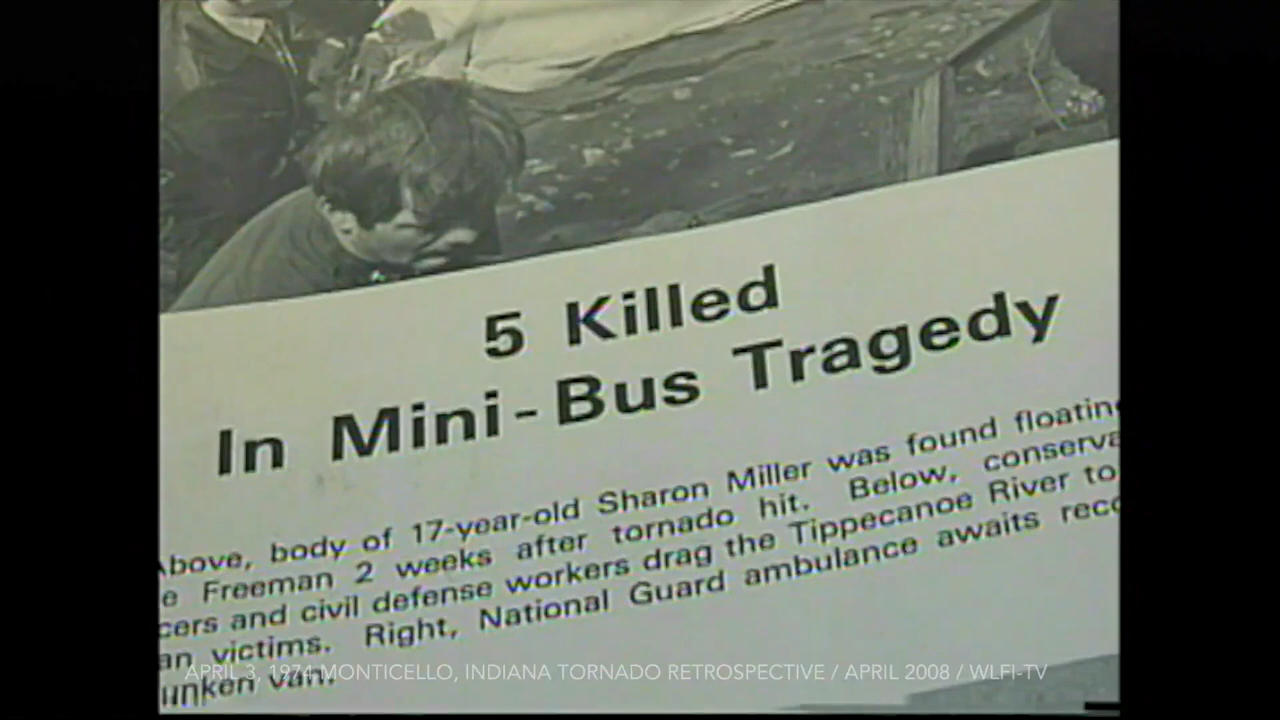 5 Killed
In Mini-Bus Tragedy
Above, body of 17-year-old Sharon Miller was found floating
e Freeman 2 weeks after tornado hit. Below, conserva
cers and civil defense workers drag the Tippecanoe River to
an victims. Right, National Guard ambulance awaits reco
unken van.
APRIL 3, 1974 MONTICELLO, INDIANA TORNADO RETROSPECTIVE / APRIL 2008 / WLFI-TV